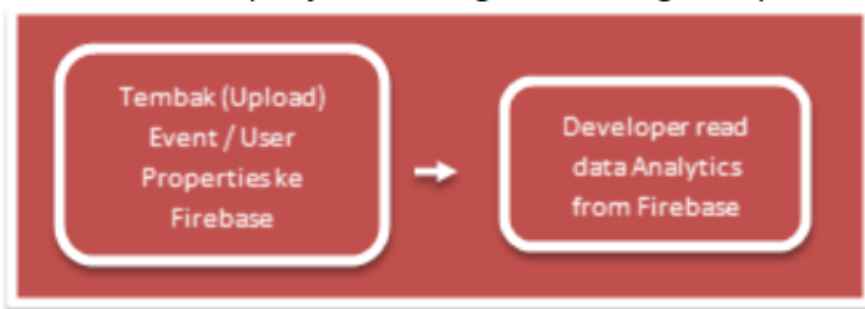 Tembak (Upload)
Event / User
Properties ke
Firebase
Developer read
data Analytics
from Firebase